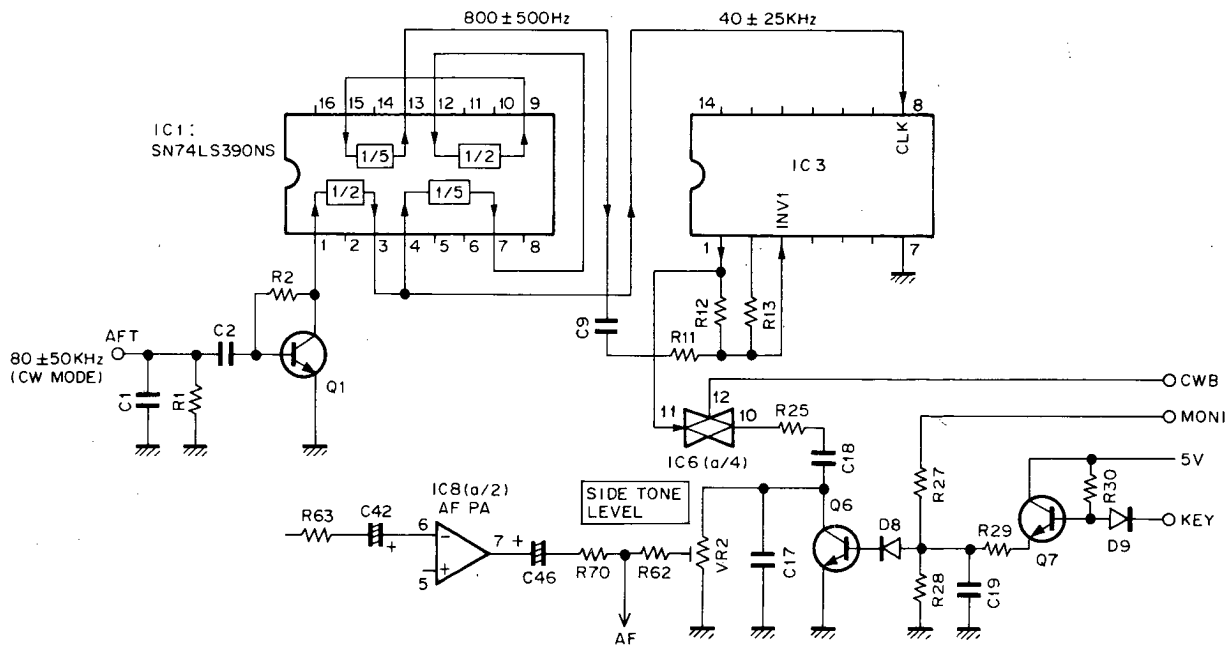 800±500Hz
40±25KHz
16 15 14 13 12 11 10 9
IC1:
SN74LS390NS
1/5
1/2
1/2
1/5
1 2 3 4 5 6 7 8
14
8
CLK
IC3
INV1
1
7
R2
AFT
C2
80±50KHz
(CW MODE)
C1
R1
Q1
C9
R11
R12
R13
11
12
10
IC6(a/4)
R25
C18
CWB
MONI
5V
KEY
R27
R30
D9
Q7
R29
C19
R28
D8
Q6
C17
VR2
SIDE TONE
LEVEL
IC8(a/2)
AF PA
R63
C42
+
6
-
+
5
7
+
C46
R70
R62
AF